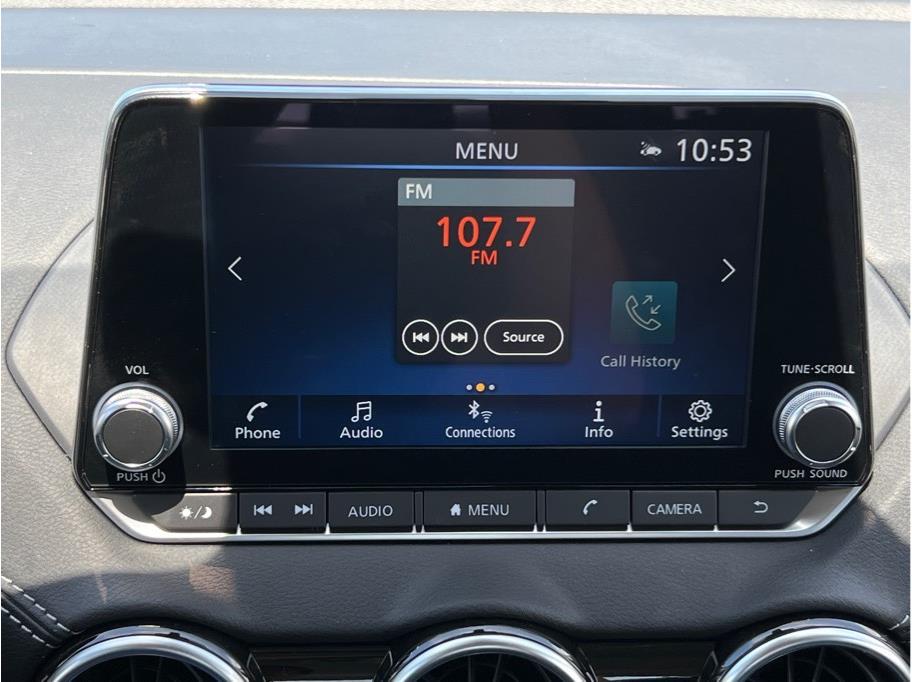 MENU
10:53
FM
107.7
FM
Source
Call History
VOL
TUNE·SCROLL
Phone
Audio
Connections
Info
Settings
PUSH
PUSH SOUND
AUDIO
MENU
CAMERA